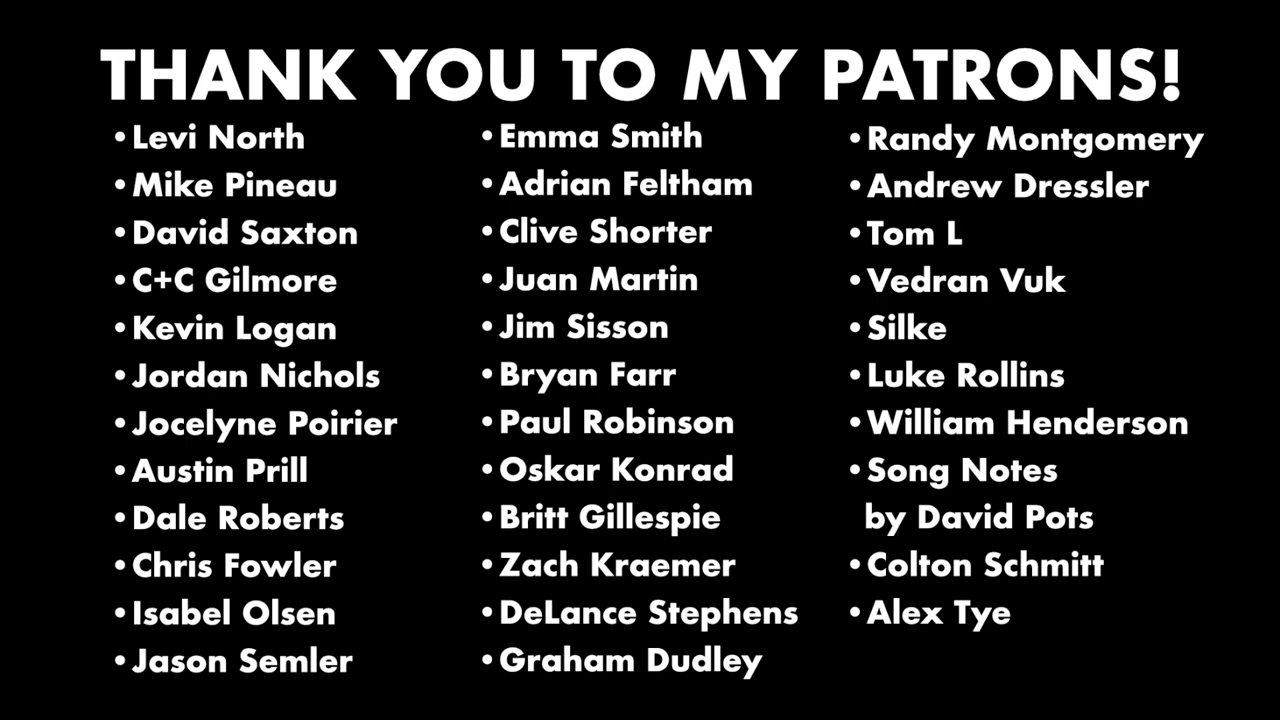 THANK YOU TO MY PATRONS!
•Levi North
•Mike Pineau
•David Saxton
•C+C Gilmore
•Kevin Logan
•Jordan Nichols
•Jocelyne Poirier
•Austin Prill
•Dale Roberts
•Chris Fowler
•Isabel Olsen
•Jason Semler
•Emma Smith
•Adrian Feltham
•Clive Shorter
•Juan Martin
•Jim Sisson
•Bryan Farr
•Paul Robinson
•Oskar Konrad
•Britt Gillespie
•Zach Kraemer
•DeLance Stephens
•Graham Dudley
•Randy Montgomery
•Andrew Dressler
•Tom L
•Vedran Vuk
•Silke
•Luke Rollins
•William Henderson
•Song Notes
by David Pots
•Colton Schmitt
•Alex Tye